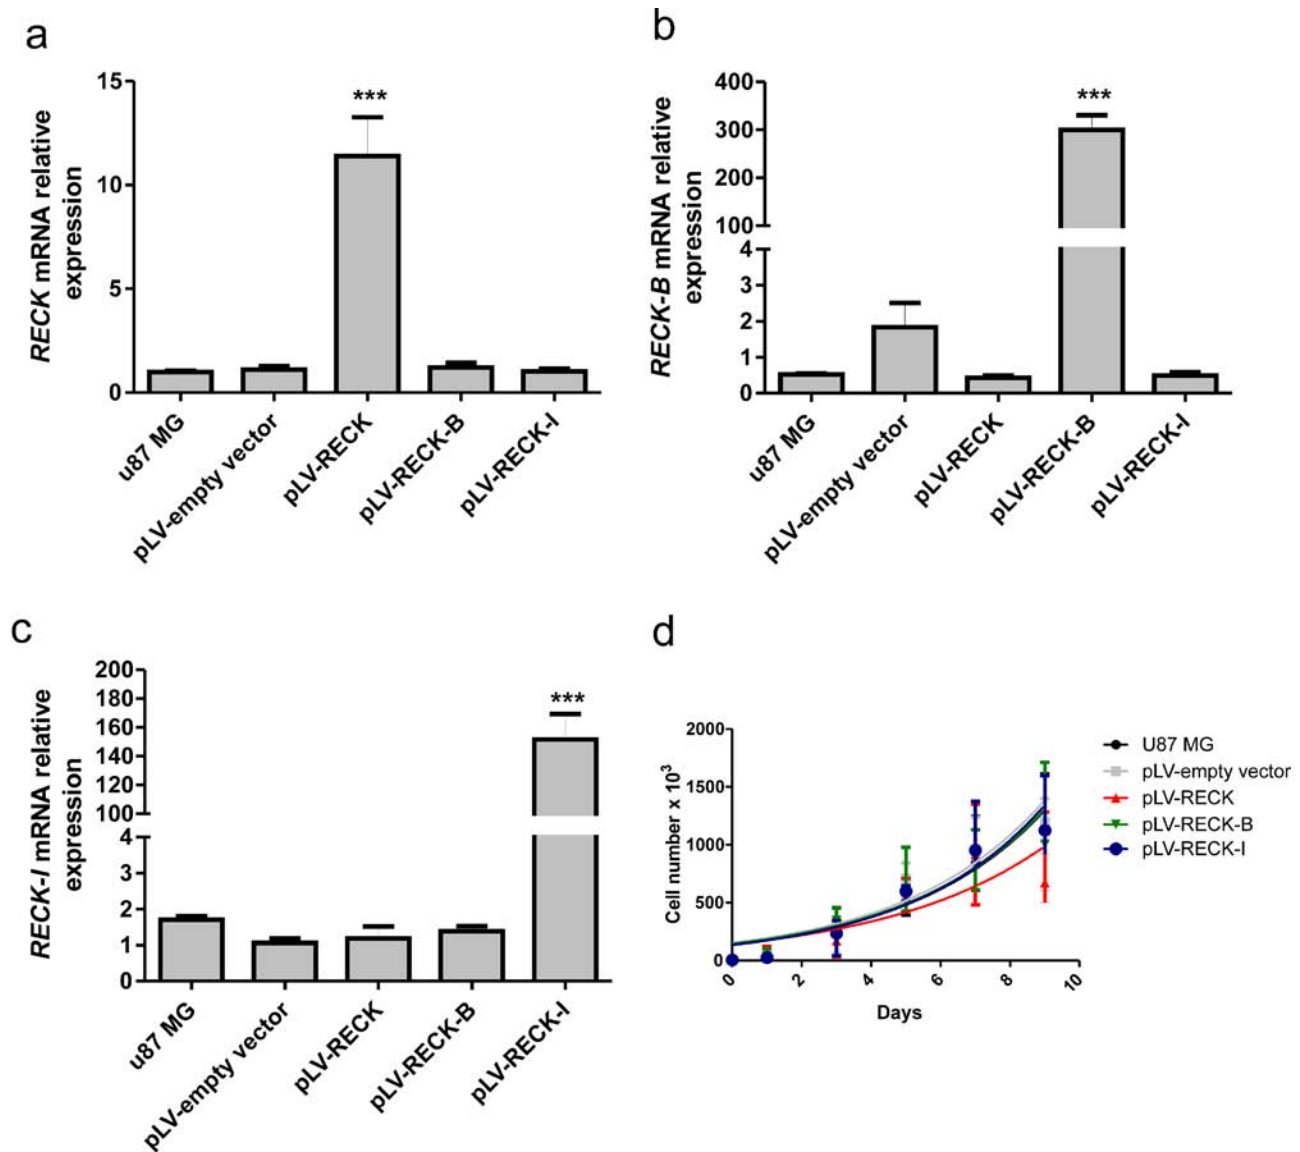 a
RECK mRNA relative
expression
15
10
5
0
***
u87 MG
pLV-empty vector
pLV-RECK
pLV-RECK-B
pLV-RECK-I
b
RECK-B mRNA relative
expression
400
300
200
100
4
3
2
1
0
***
u87 MG
pLV-empty vector
pLV-RECK
pLV-RECK-B
pLV-RECK-I
c
RECK-I mRNA relative
expression
200
180
160
140
120
100
4
3
2
1
0
***
u87 MG
pLV-empty vector
pLV-RECK
pLV-RECK-B
pLV-RECK-I
d
Cell number x 10³
2000
1500
1000
500
0
0
2
4
6
8
10
Days
U87 MG
pLV-empty vector
pLV-RECK
pLV-RECK-B
pLV-RECK-I